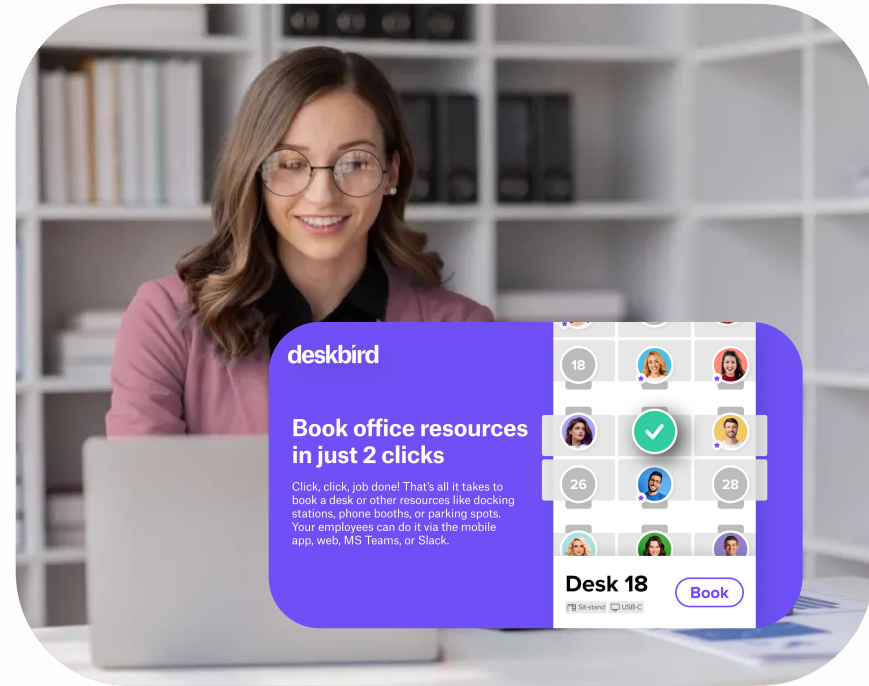 deskbird
Book office resources
in just 2 clicks
Click, click, job done! That's all it takes to
book a desk or other resources like docking
stations, phone booths, or parking spots.
Your employees can do it via the mobile
app, web, MS Teams, or Slack.
18
26
28
Desk 18
Sit-stand USB-C
Book